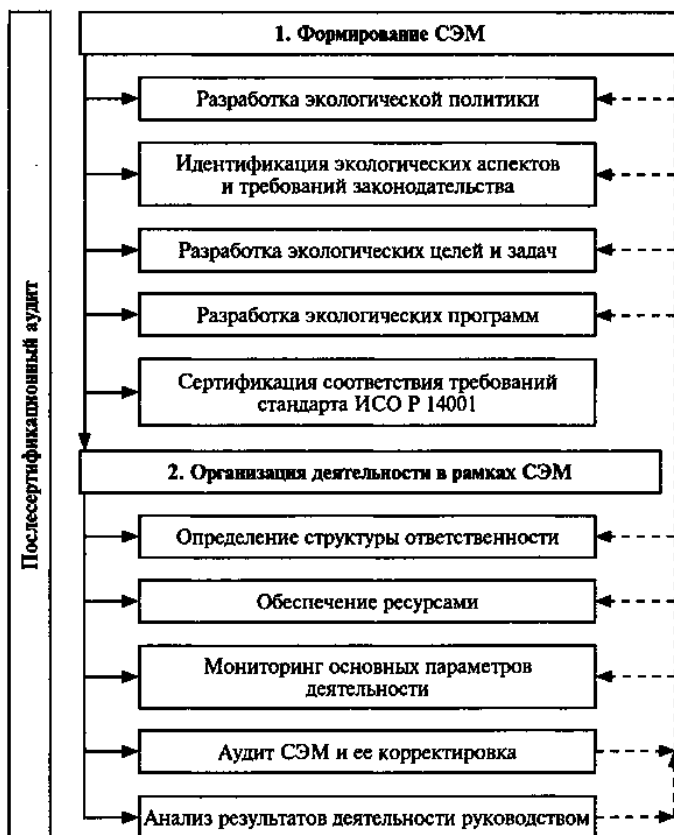 Послесертификационный аудит
1. Формирование СЭМ
Разработка экологической политики
Идентификация экологических аспектов
и требований законодательства
Разработка экологических целей и задач
Разработка экологических программ
Сертификация соответствия требований
стандарта ИСО Р 14001
2. Организация деятельности в рамках СЭМ
Определение структуры ответственности
Обеспечение ресурсами
Мониторинг основных параметров
деятельности
Аудит СЭМ и ее корректировка
Анализ результатов деятельности руководством